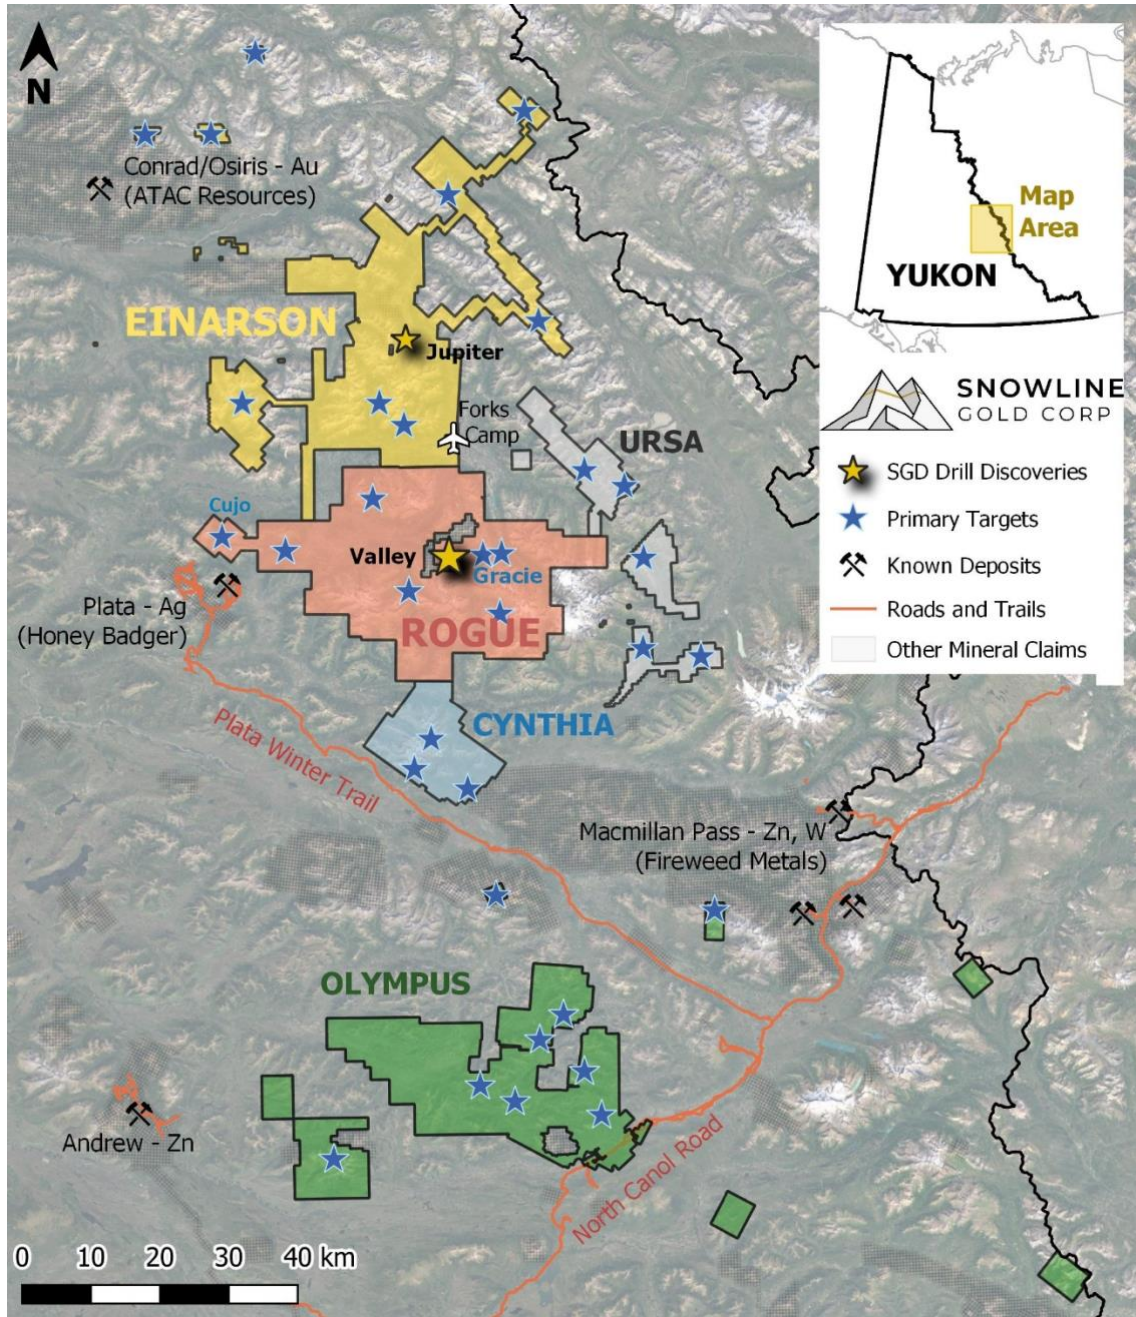 N
Conrad/Osiris - Au
(ATAC Resources)
EINARSON
Jupiter
Forks
Camp
URSA
Cujo
Valley
Gracie
Plata - Ag
(Honey Badger)
ROGUE
CYNTHIA
Plata Winter Trail
Macmillan Pass - Zn, W
(Fireweed Metals)
OLYMPUS
Andrew - Zn
North Canol Road
0 10 20 30 40 km
Map
Area
YUKON
SNOWLINE
GOLD CORP
SGD Drill Discoveries
Primary Targets
Known Deposits
Roads and Trails
Other Mineral Claims